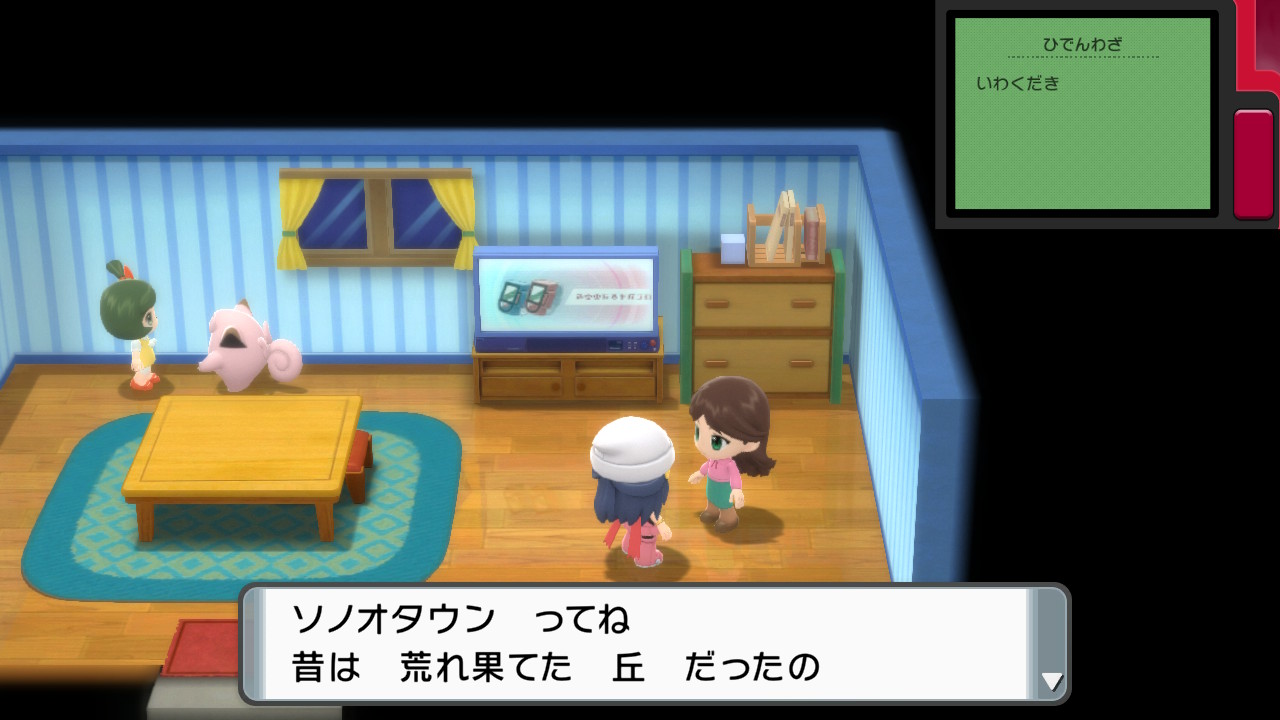 ひでんわざ
いわくだき
ソノオタウン　ってね
昔は　荒れ果てた　丘　だったの